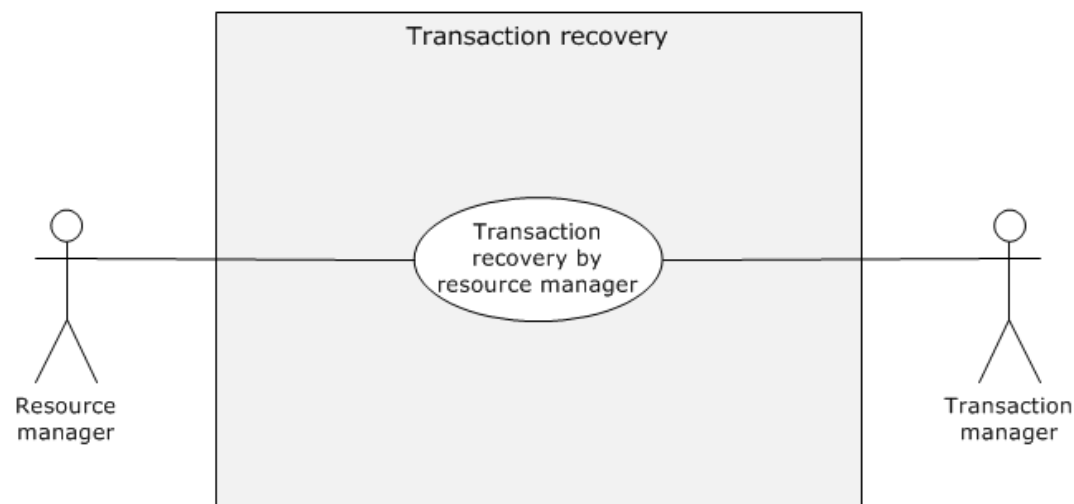 Transaction recovery
Transaction
recovery by
resource manager
Resource
manager
Transaction
manager